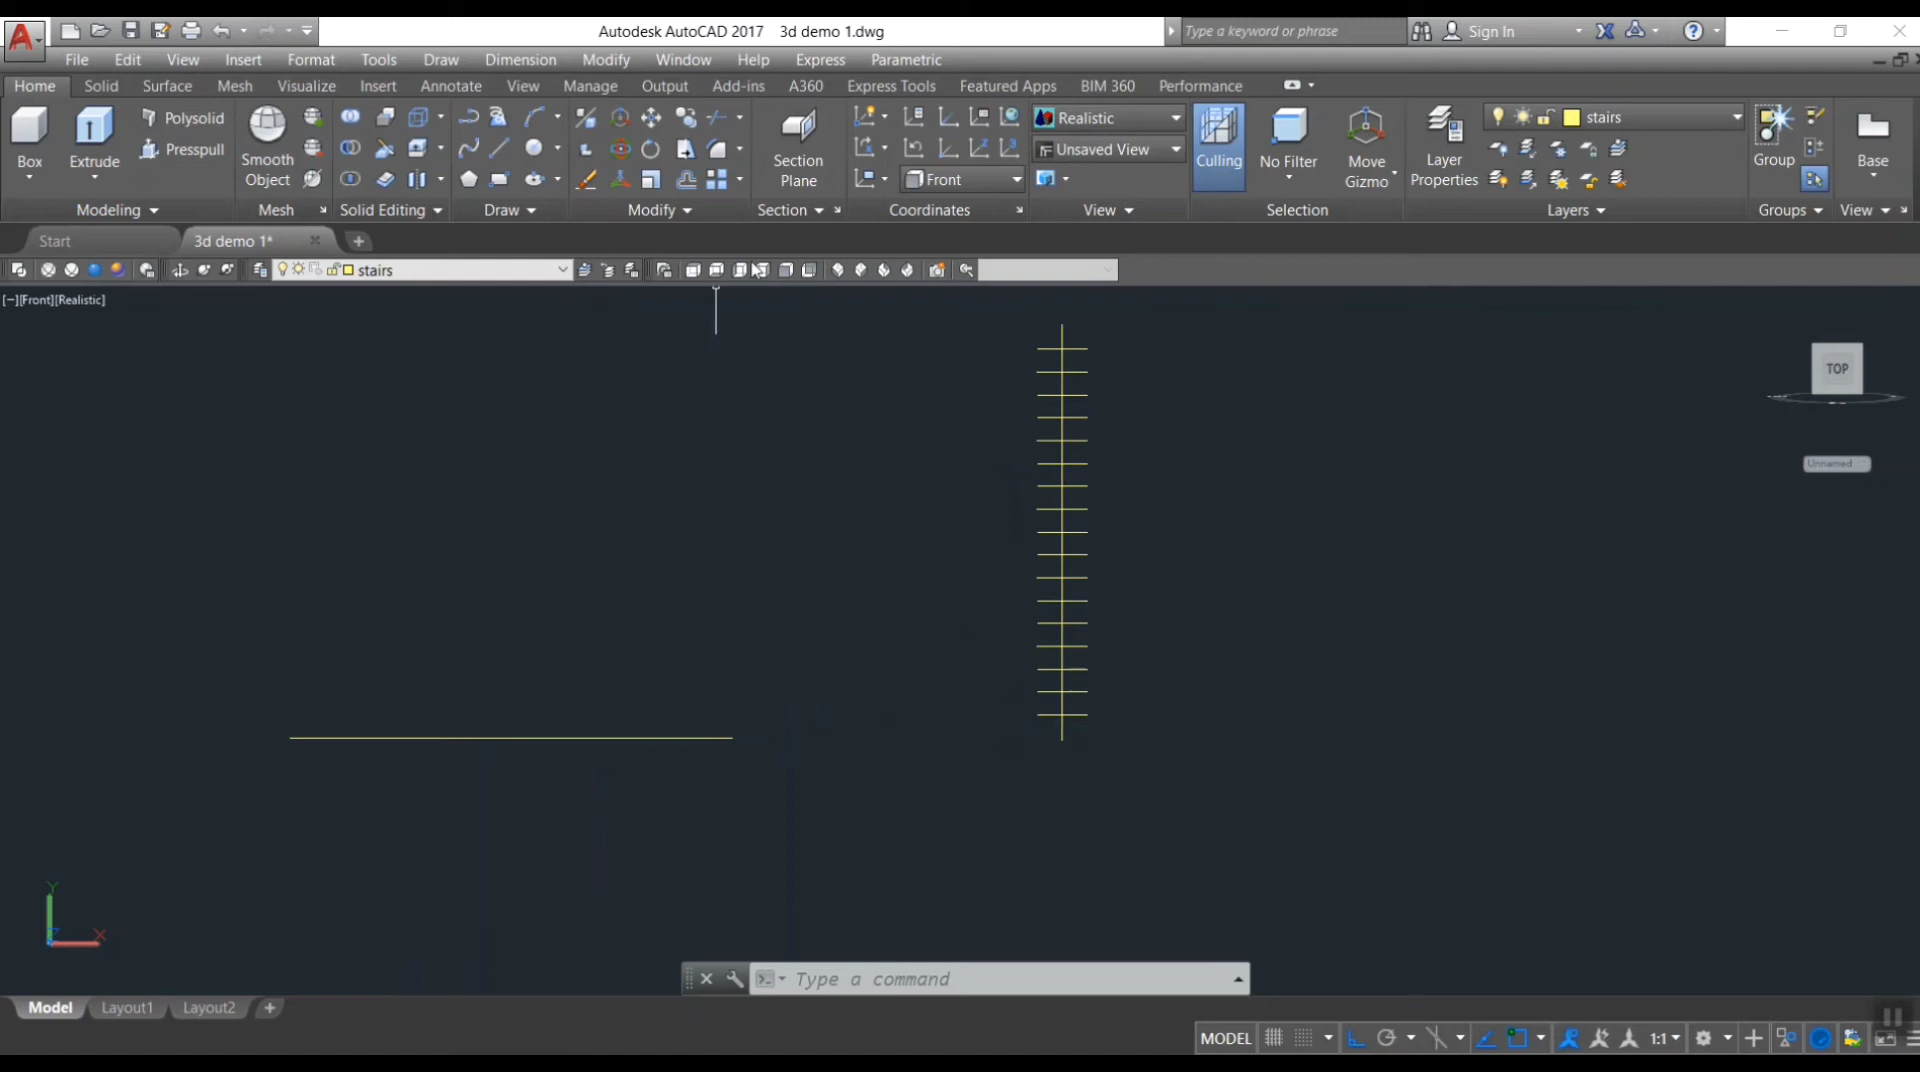 Autodesk AutoCAD 2017 3d demo 1.dwg
Type a keyword or phrase
Sign In
File Edit View Insert Format Tools Draw Dimension Modify Window Help Express Parametric
Home Solid Surface Mesh Visualize Insert Annotate View Manage Output Add-ins A360 Express Tools Featured Apps BIM 360 Performance
Box
Extrude
Polysolid
Presspull
Smooth
Object
Section
Plane
Realistic
Unsaved View
Front
Culling
No Filter
Move
Gizmo
Layer
Properties
stairs
Group
Base
Modeling Mesh Solid Editing Draw Modify Section Coordinates View Selection Layers Groups View
Start 3d demo 1*
stairs
[−][Front][Realistic]
TOP
Unnamed
Y
X
Type a command
Model Layout1 Layout2
MODEL 1:1